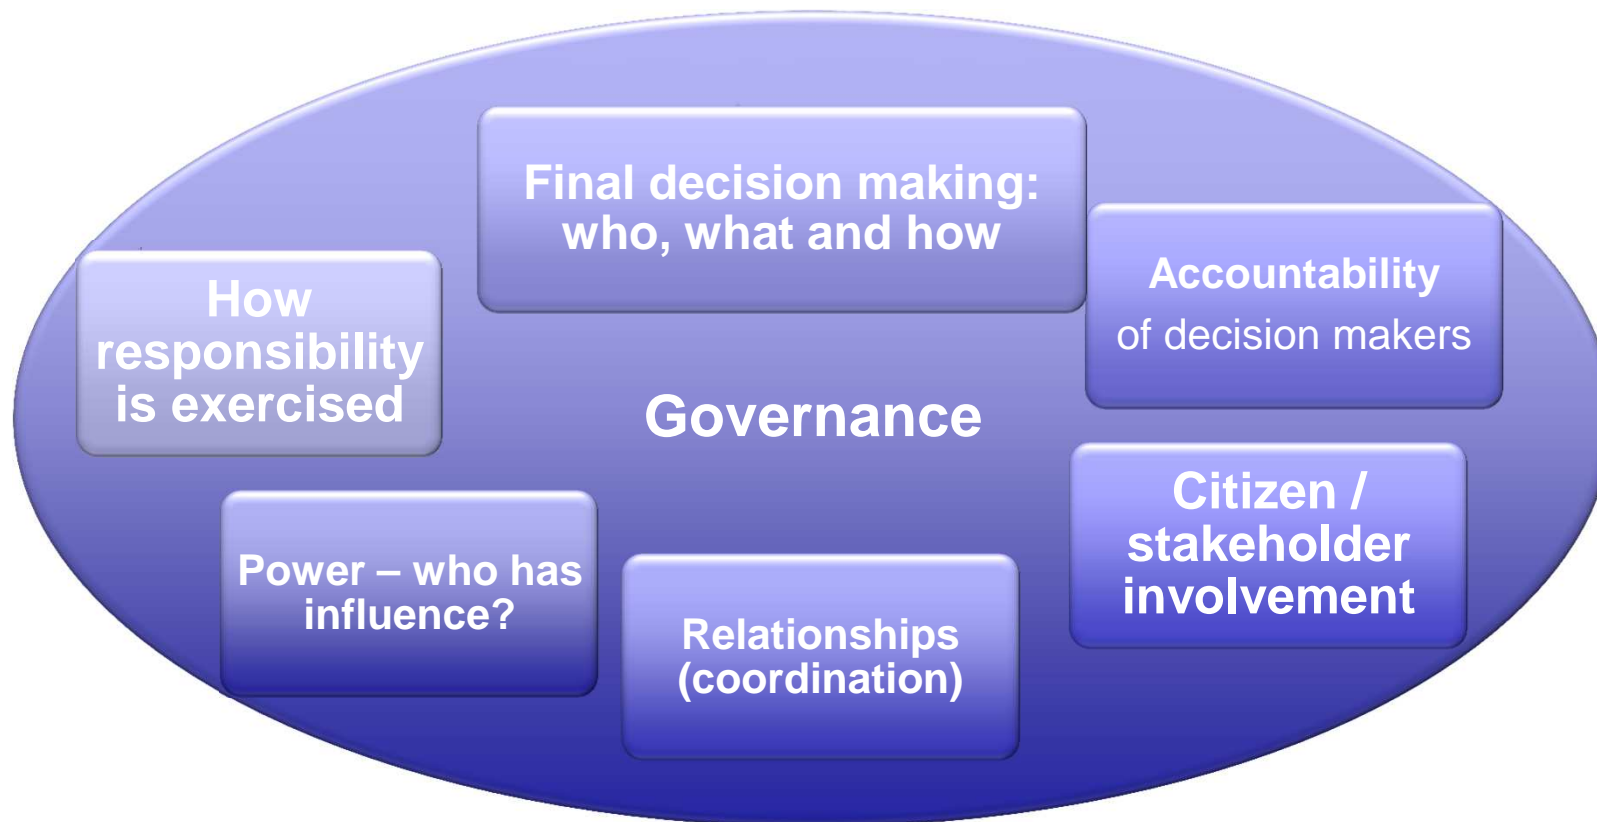 Final decision making:
who, what and how
Accountability
of decision makers
How
responsibility
is exercised
Governance
Citizen /
stakeholder
involvement
Power – who has
influence?
Relationships
(coordination)